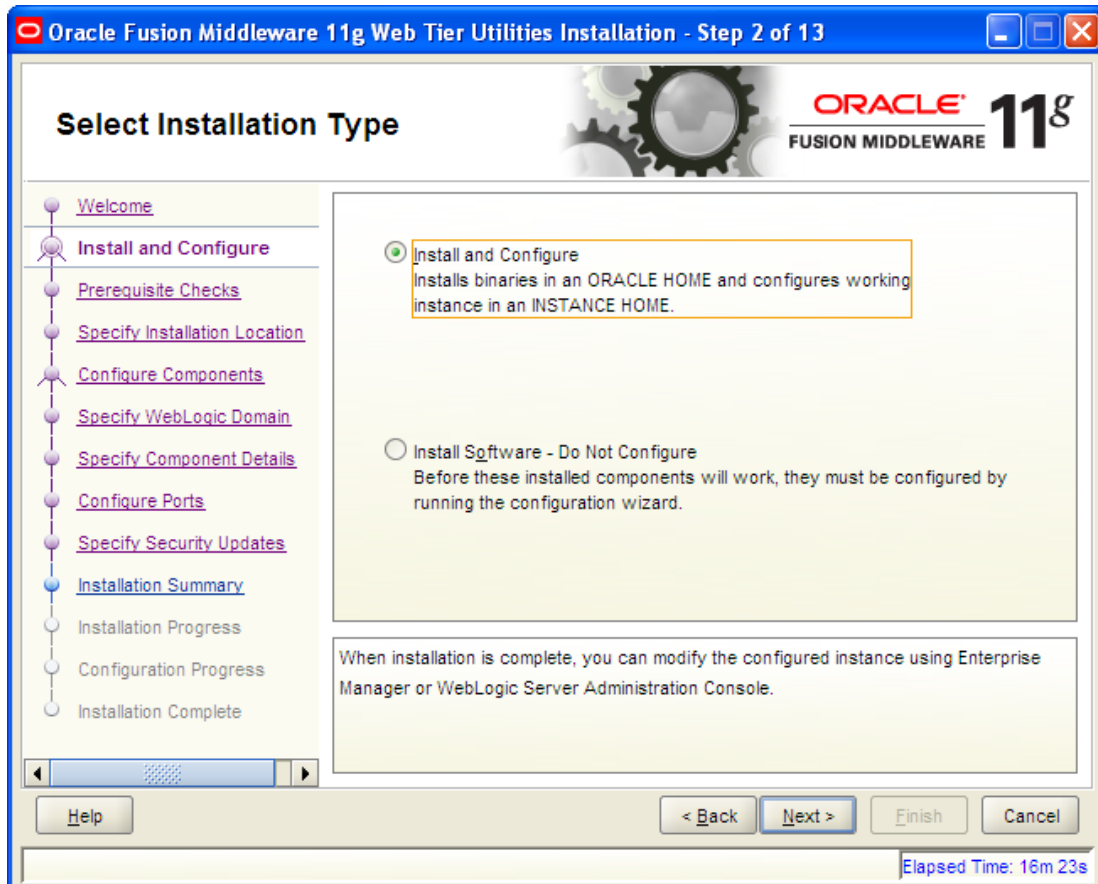 Oracle Fusion Middleware 11g Web Tier Utilities Installation - Step 2 of 13
Select Installation Type
ORACLE
FUSION MIDDLEWARE
11g
Welcome
Install and Configure
Prerequisite Checks
Specify Installation Location
Configure Components
Specify WebLogic Domain
Specify Component Details
Configure Ports
Specify Security Updates
Installation Summary
Installation Progress
Configuration Progress
Installation Complete
Install and Configure
Installs binaries in an ORACLE HOME and configures working
instance in an INSTANCE HOME.
Install Software - Do Not Configure
Before these installed components will work, they must be configured by
running the configuration wizard.
When installation is complete, you can modify the configured instance using Enterprise
Manager or WebLogic Server Administration Console.
Help
< Back
Next >
Finish
Cancel
Elapsed Time: 16m 23s